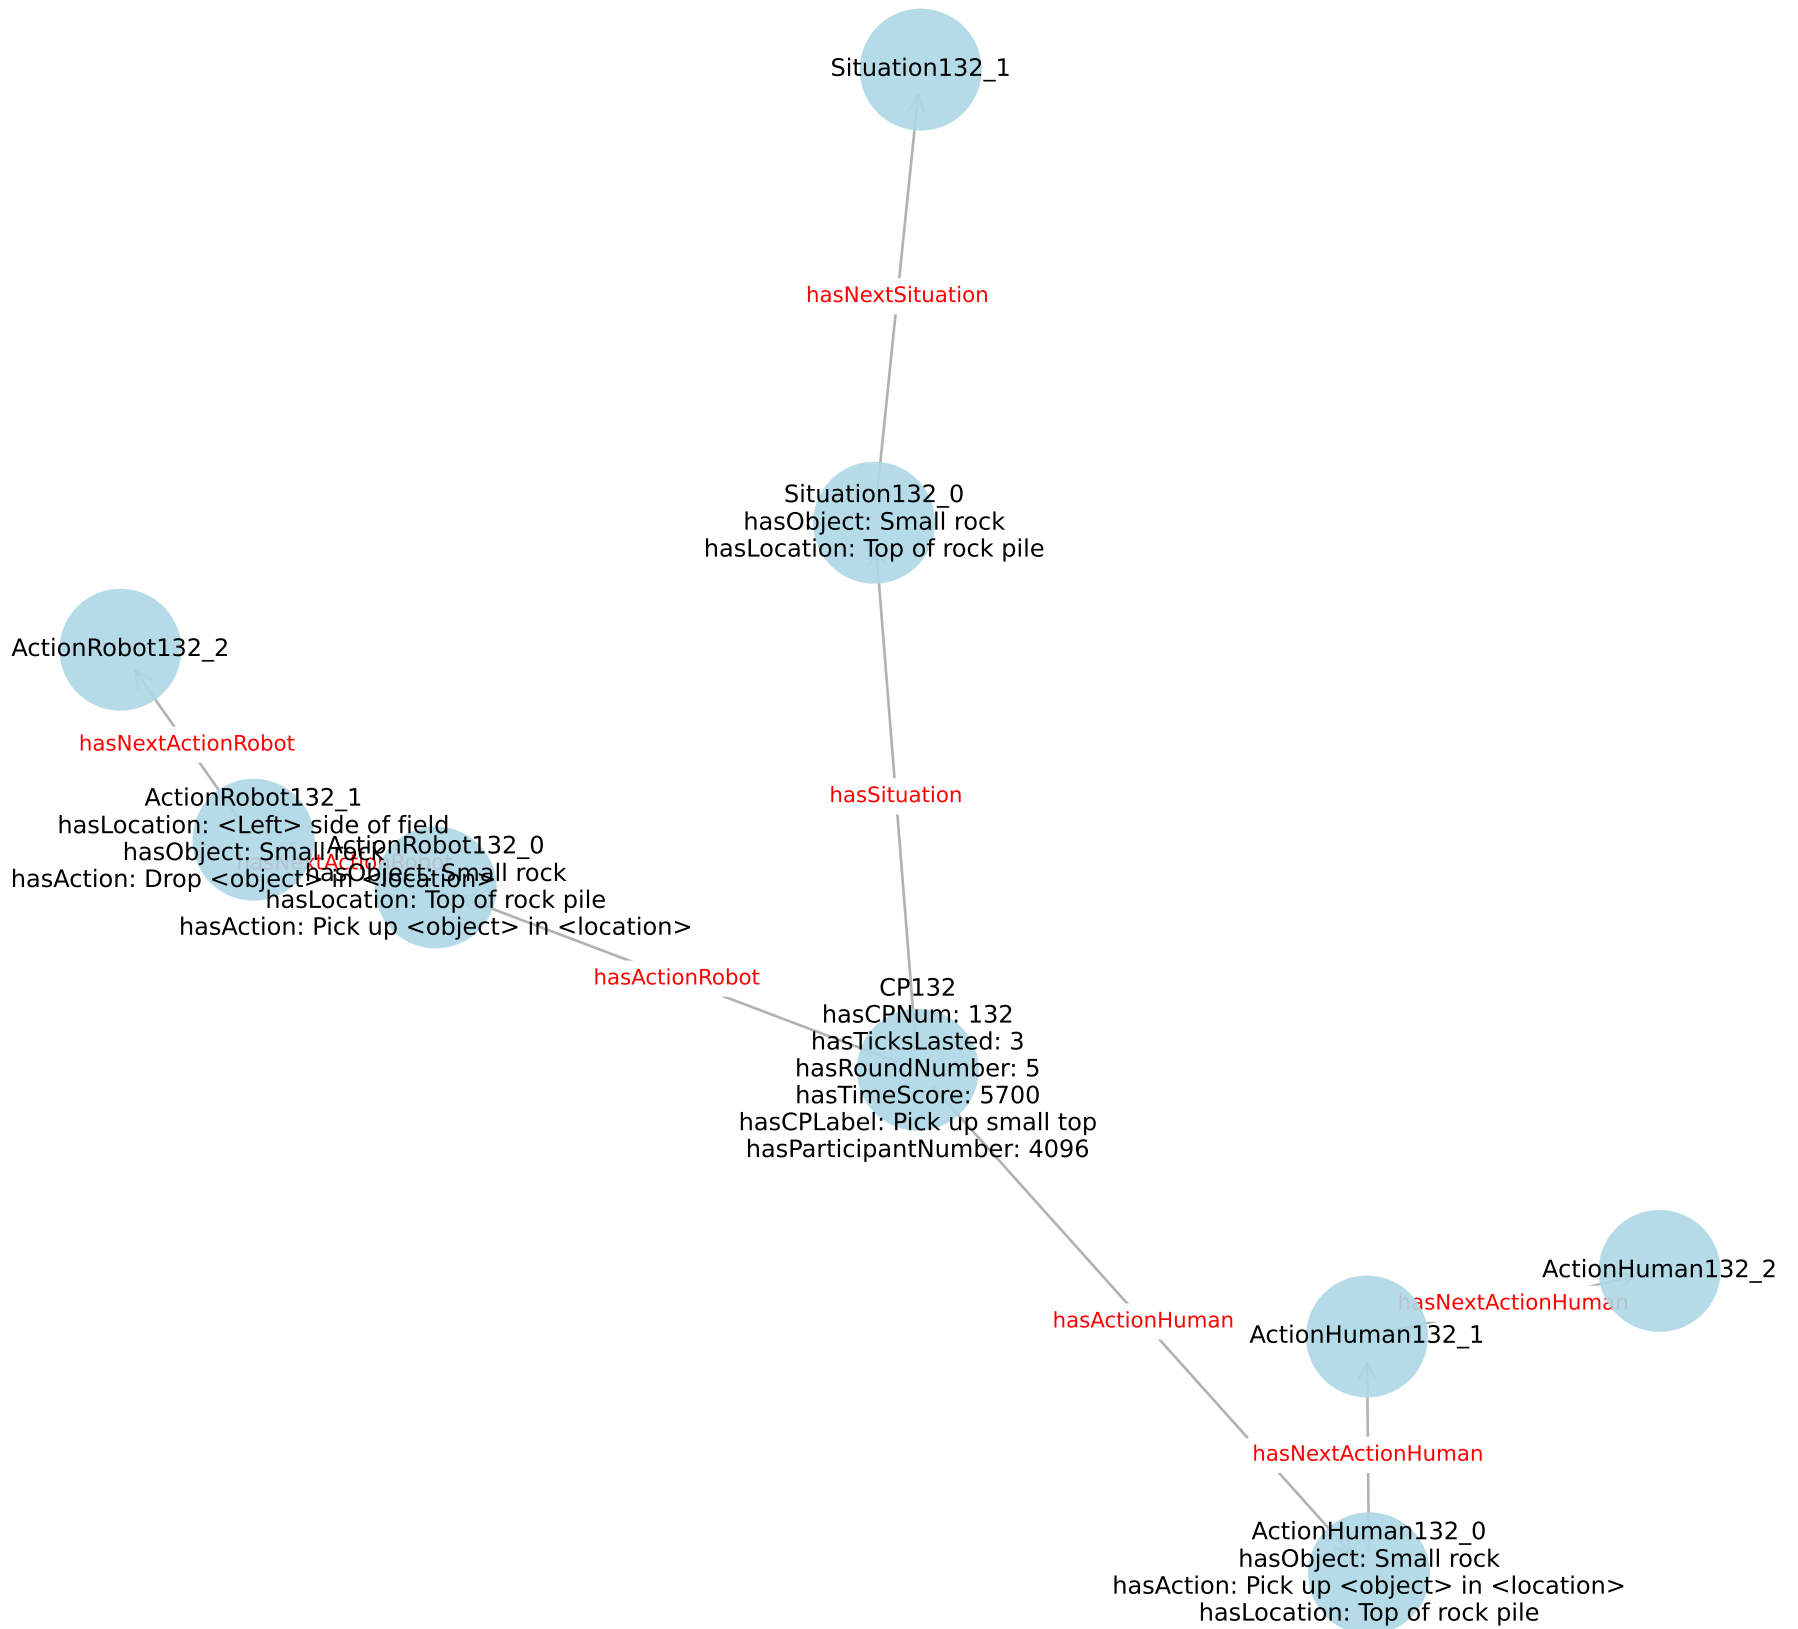 Situation132_1
hasNextSituation
Situation132_0
hasObject: Small rock
hasLocation: Top of rock pile
ActionRobot132_2
hasNextActionRobot
hasSituation
ActionRobot132_1
hasLocation: <Left> side of field
hasObject: Small rock
hasAction: Drop <object> in <location>
hasNextActionRobot
ActionRobot132_0
hasObject: Small rock
hasLocation: Top of rock pile
hasAction: Pick up <object> in <location>
hasActionRobot
CP132
hasCPNum: 132
hasTicksLasted: 3
hasRoundNumber: 5
hasTimeScore: 5700
hasCPLabel: Pick up small top
hasParticipantNumber: 4096
hasActionHuman
ActionHuman132_2
hasNextActionHuman
ActionHuman132_1
hasNextActionHuman
ActionHuman132_0
hasObject: Small rock
hasAction: Pick up <object> in <location>
hasLocation: Top of rock pile